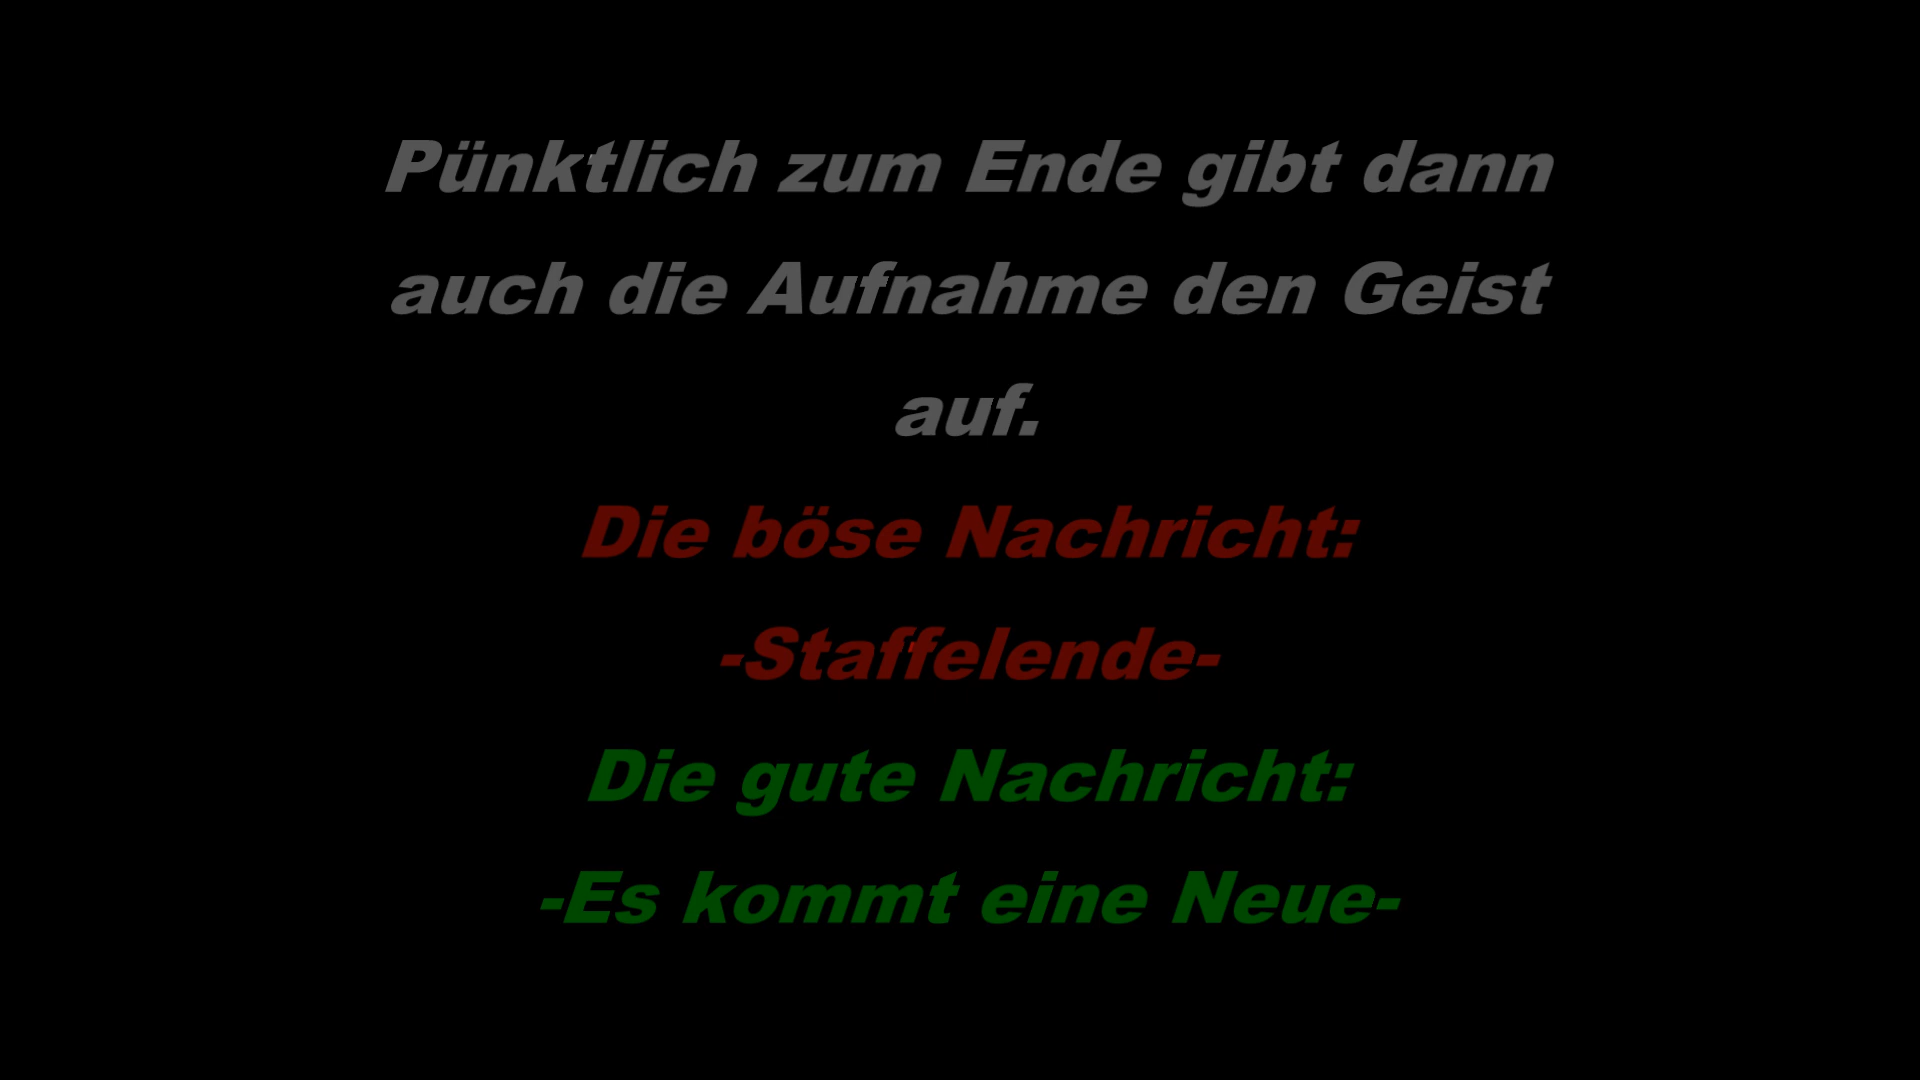 Pünktlich zum Ende gibt dann
auch die Aufnahme den Geist
auf.
Die böse Nachricht:
-Staffelende-
Die gute Nachricht:
-Es kommt eine Neue-